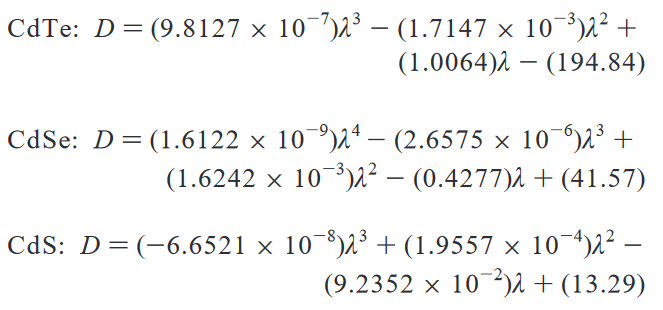 CdTe: D = (9.8127 × 10⁻⁷)λ³ − (1.7147 × 10⁻³)λ² +
(1.0064)λ − (194.84)
CdSe: D = (1.6122 × 10⁻⁹)λ⁴ − (2.6575 × 10⁻⁶)λ³ +
(1.6242 × 10⁻³)λ² − (0.4277)λ + (41.57)
CdS: D = (−6.6521 × 10⁻⁸)λ³ + (1.9557 × 10⁻⁴)λ² −
(9.2352 × 10⁻²)λ + (13.29)